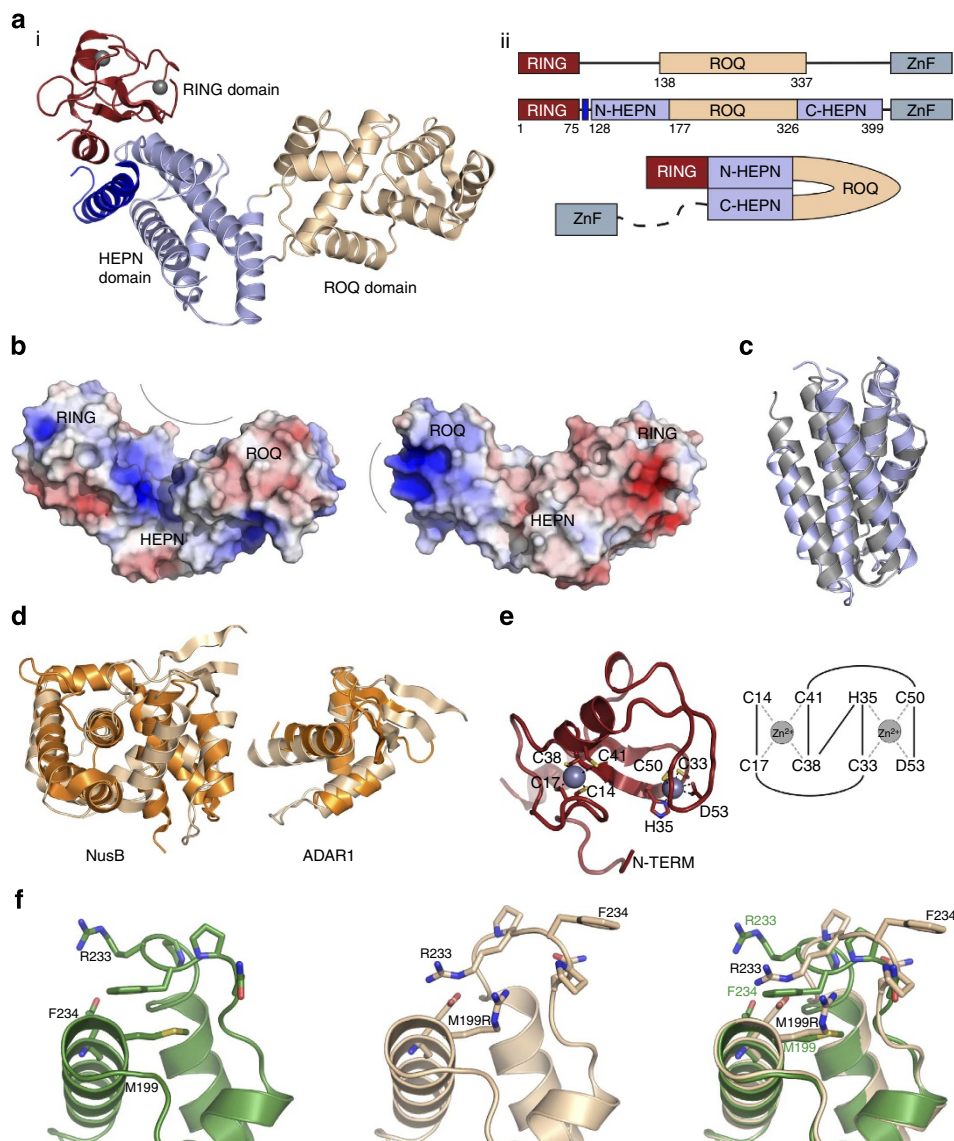 a
i
RING domain
HEPN
domain
ROQ domain
ii
RING ROQ ZnF
138 337
RING N-HEPN ROQ C-HEPN ZnF
1 75 128 177 326 399
RING N-HEPN
ROQ
C-HEPN
ZnF
b
RING
ROQ
HEPN
ROQ
RING
HEPN
c
d
NusB
ADAR1
e
C38 C41 C50 C33
C17 C14
D53
H35
N-TERM
C14 C41 H35 C50
Zn2+ Zn2+
C17 C38 C33 D53
f
R233
F234
M199
F234
R233
M199R
R233
F234
R233
F234
M199R
M199